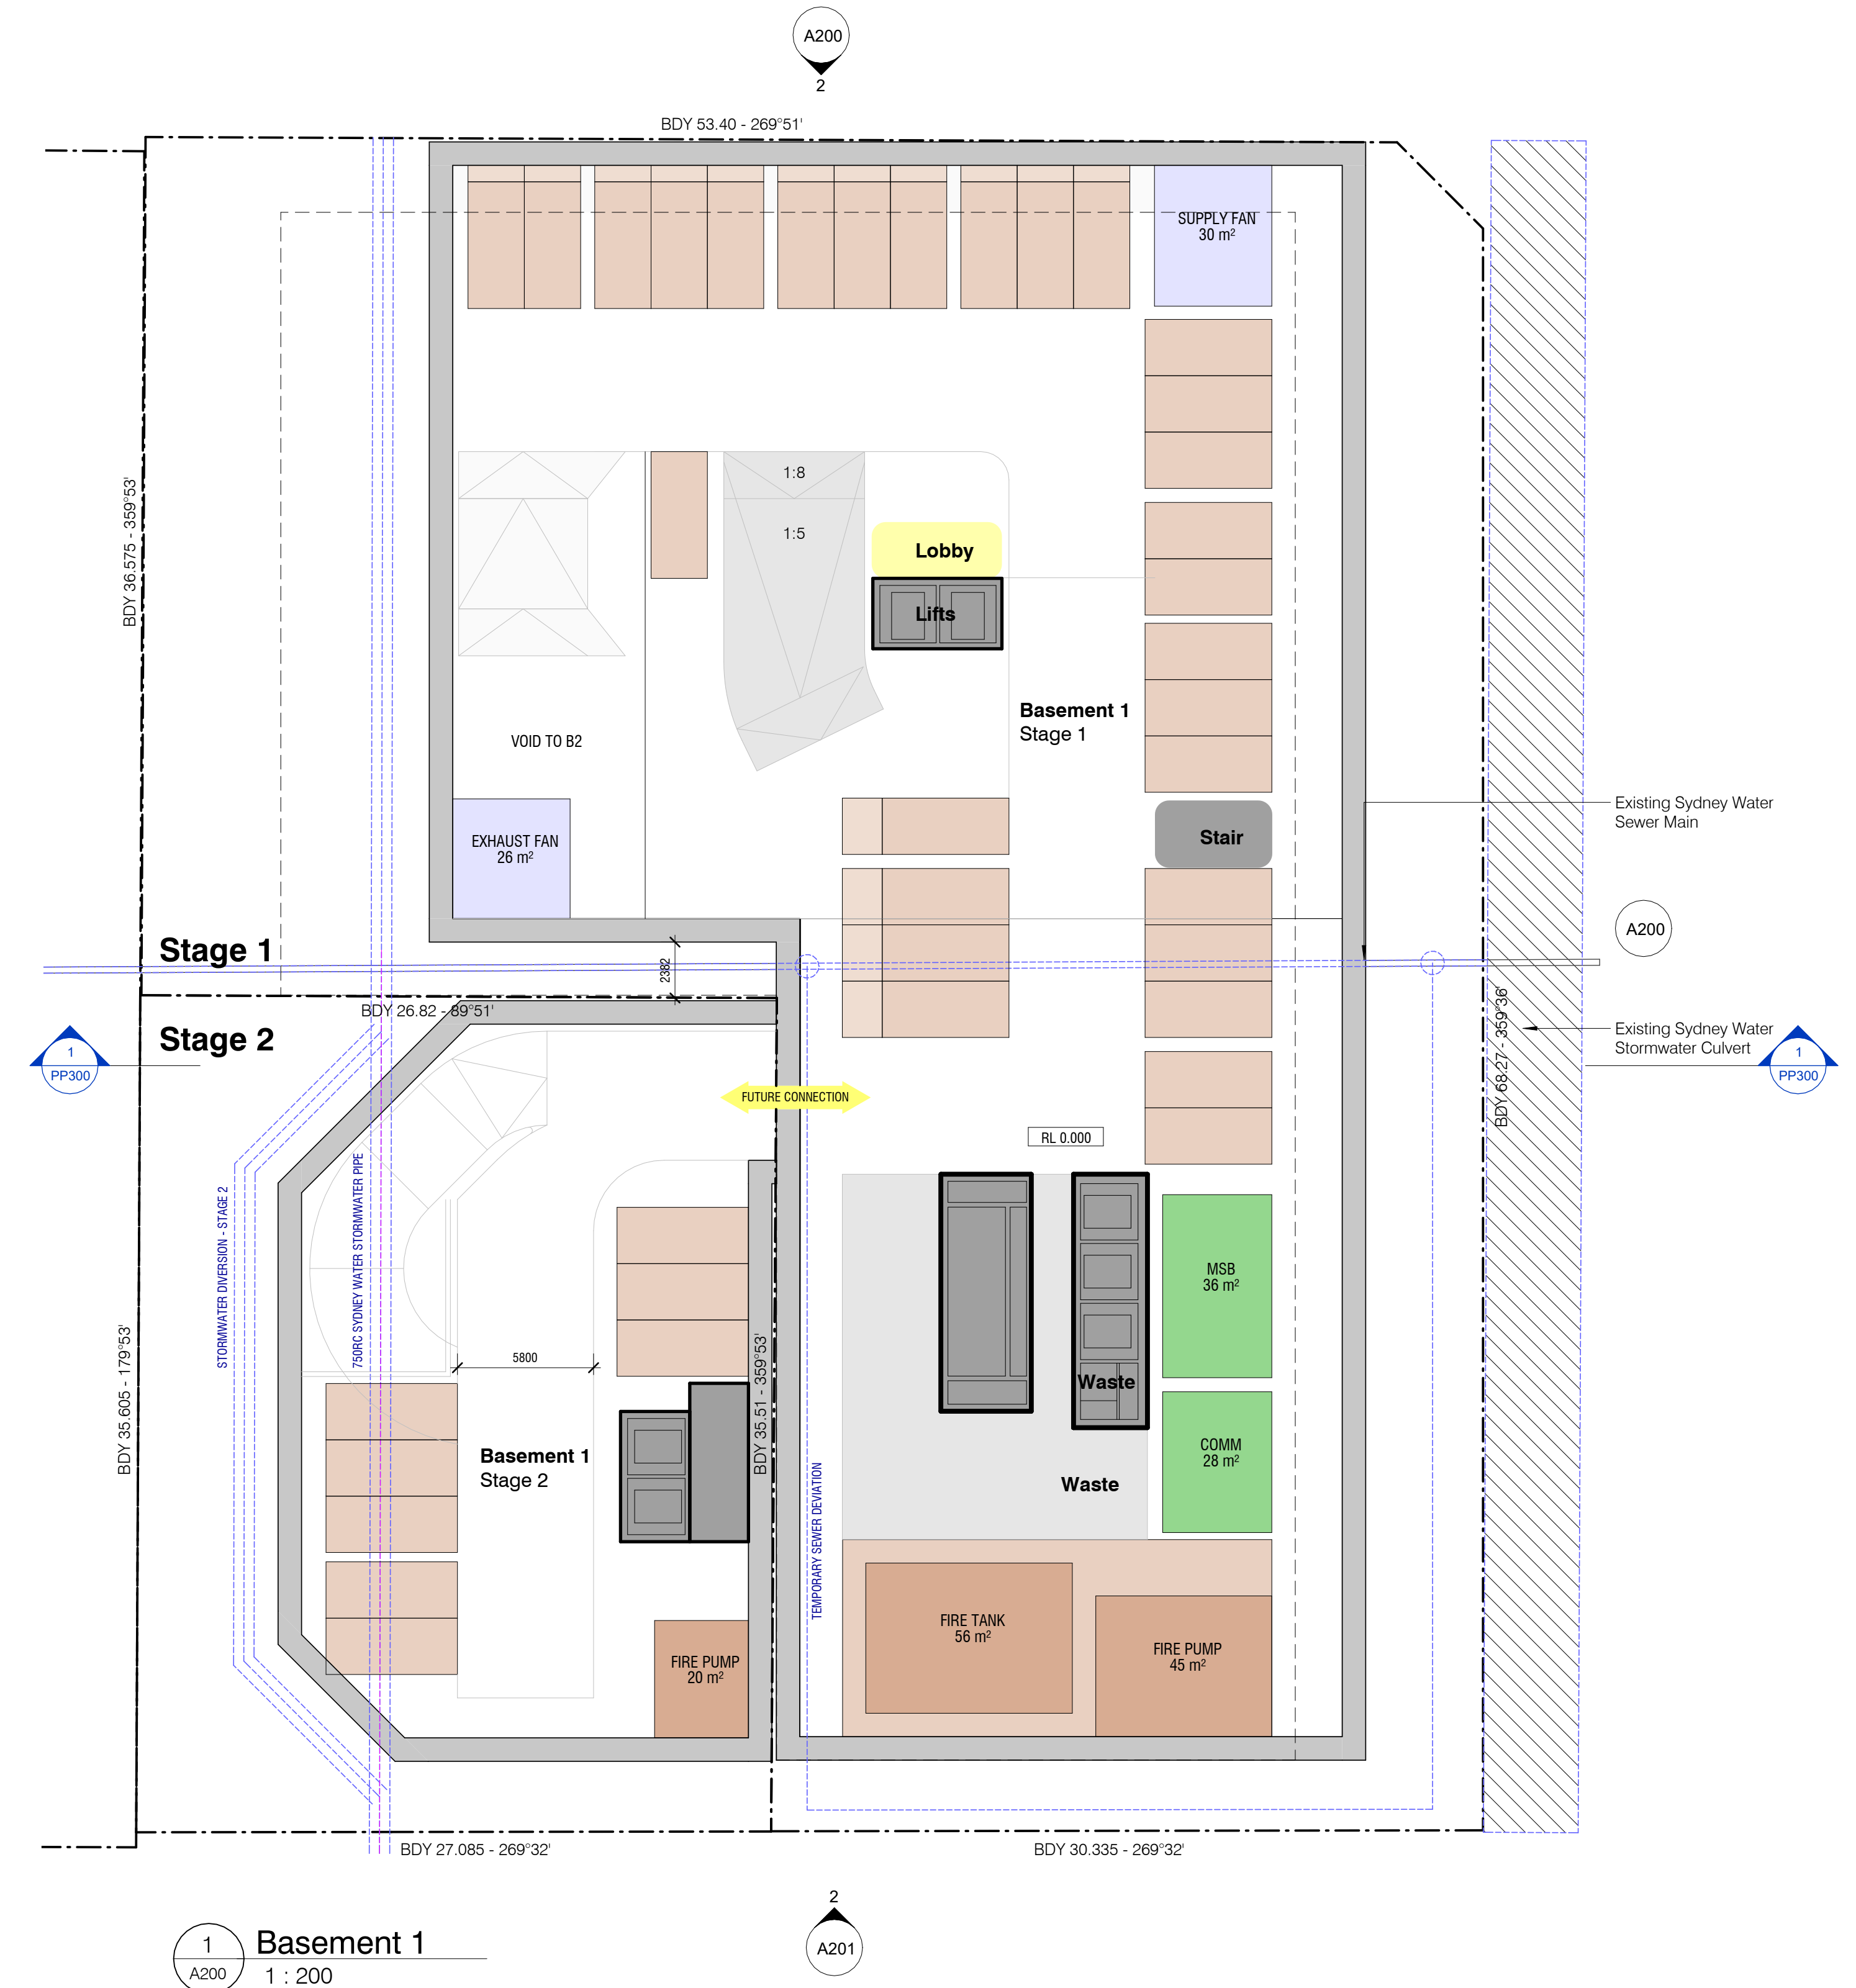 A200
2
BDY 53.40 - 269°51'
SUPPLY FAN
30 m²
BDY 36.575 - 359°53'
1:8
1:5
Lobby
Lifts
Basement 1
Stage 1
VOID TO B2
EXHAUST FAN
26 m²
Stair
Existing Sydney Water
Sewer Main
A200
Stage 1
2382
BDY 26.82 - 89°51'
Stage 2
1
PP300
Existing Sydney Water
Stormwater Culvert
BDY 68.27 - 359°36'
1
PP300
FUTURE CONNECTION
RL 0.000
STORMWATER DIVERSION - STAGE 2
750RC SYDNEY WATER STORMWATER PIPE
MSB
36 m²
5800
BDY 35.605 - 179°53'
BDY 35.51 - 359°53'
Waste
COMM
28 m²
Basement 1
Stage 2
Waste
TEMPORARY SEWER DEVIATION
FIRE TANK
56 m²
FIRE PUMP
45 m²
FIRE PUMP
20 m²
BDY 27.085 - 269°32'
BDY 30.335 - 269°32'
2
A201
1
A200
Basement 1
1 : 200